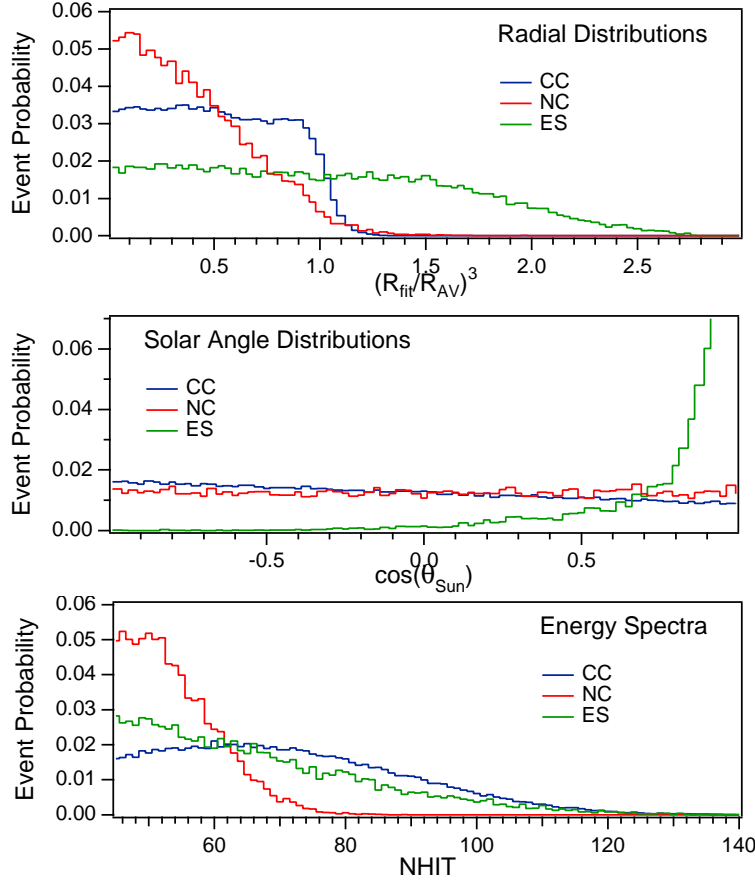 0.06
0.05
0.04
0.03
0.02
0.01
0.00
Event Probability
Radial Distributions
CC
NC
ES
0.5
1.0
1.5
2.0
2.5
(R_fit/R_AV)^3
0.06
0.04
0.02
0.00
Event Probability
Solar Angle Distributions
CC
NC
ES
-0.5
0.0
0.5
cos(θ_Sun)
0.06
0.05
0.04
0.03
0.02
0.01
0.00
Event Probability
Energy Spectra
CC
NC
ES
60
80
100
120
140
NHIT